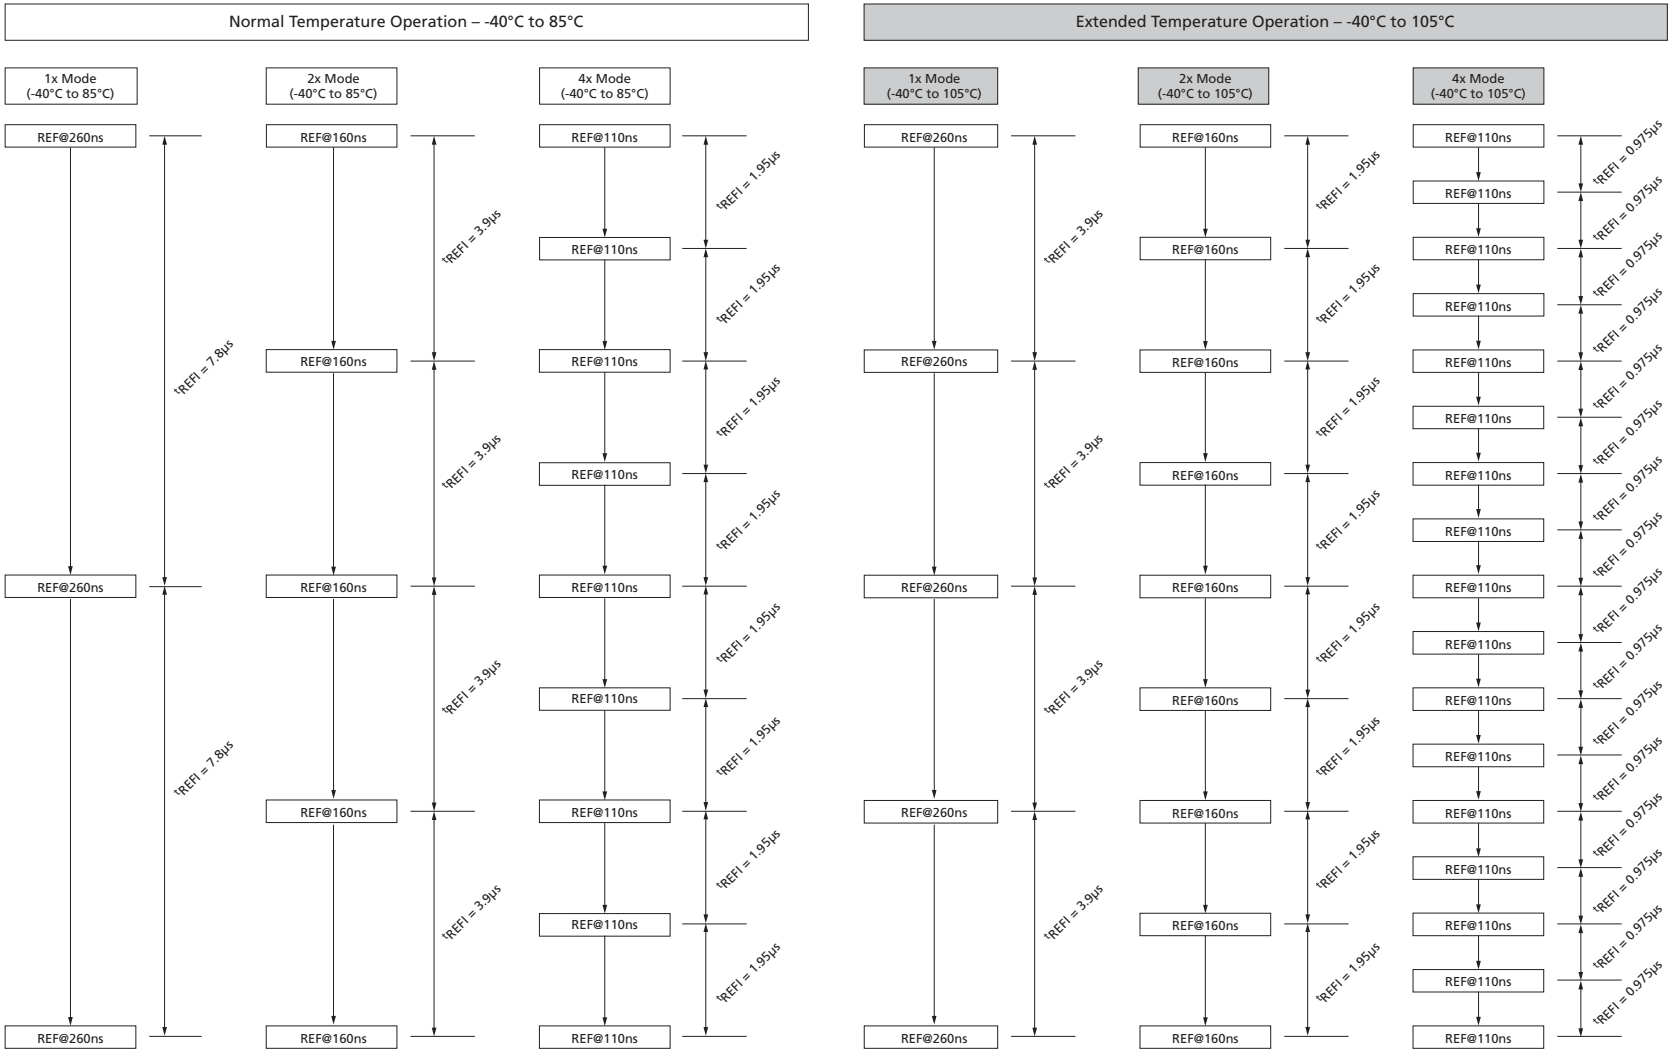 Normal Temperature Operation – -40°C to 85°C
1x Mode
(-40°C to 85°C)
REF@260ns
tREFI = 7.8µs
REF@260ns
tREFI = 7.8µs
REF@260ns
2x Mode
(-40°C to 85°C)
REF@160ns
tREFI = 3.9µs
REF@160ns
tREFI = 3.9µs
REF@160ns
tREFI = 3.9µs
REF@160ns
tREFI = 3.9µs
REF@160ns
4x Mode
(-40°C to 85°C)
REF@110ns
tREFI = 1.95µs
REF@110ns
tREFI = 1.95µs
REF@110ns
tREFI = 1.95µs
REF@110ns
tREFI = 1.95µs
REF@110ns
tREFI = 1.95µs
REF@110ns
tREFI = 1.95µs
REF@110ns
tREFI = 1.95µs
REF@110ns
tREFI = 1.95µs
REF@110ns
Extended Temperature Operation – -40°C to 105°C
1x Mode
(-40°C to 105°C)
REF@260ns
tREFI = 3.9µs
REF@260ns
tREFI = 3.9µs
REF@260ns
tREFI = 3.9µs
REF@260ns
tREFI = 3.9µs
REF@260ns
2x Mode
(-40°C to 105°C)
REF@160ns
tREFI = 1.95µs
REF@160ns
tREFI = 1.95µs
REF@160ns
tREFI = 1.95µs
REF@160ns
tREFI = 1.95µs
REF@160ns
tREFI = 1.95µs
REF@160ns
tREFI = 1.95µs
REF@160ns
tREFI = 1.95µs
REF@160ns
tREFI = 1.95µs
REF@160ns
4x Mode
(-40°C to 105°C)
REF@110ns
tREFI = 0.975µs
REF@110ns
tREFI = 0.975µs
REF@110ns
tREFI = 0.975µs
REF@110ns
tREFI = 0.975µs
REF@110ns
tREFI = 0.975µs
REF@110ns
tREFI = 0.975µs
REF@110ns
tREFI = 0.975µs
REF@110ns
tREFI = 0.975µs
REF@110ns
tREFI = 0.975µs
REF@110ns
tREFI = 0.975µs
REF@110ns
tREFI = 0.975µs
REF@110ns
tREFI = 0.975µs
REF@110ns
tREFI = 0.975µs
REF@110ns
tREFI = 0.975µs
REF@110ns
tREFI = 0.975µs
REF@110ns
tREFI = 0.975µs
REF@110ns